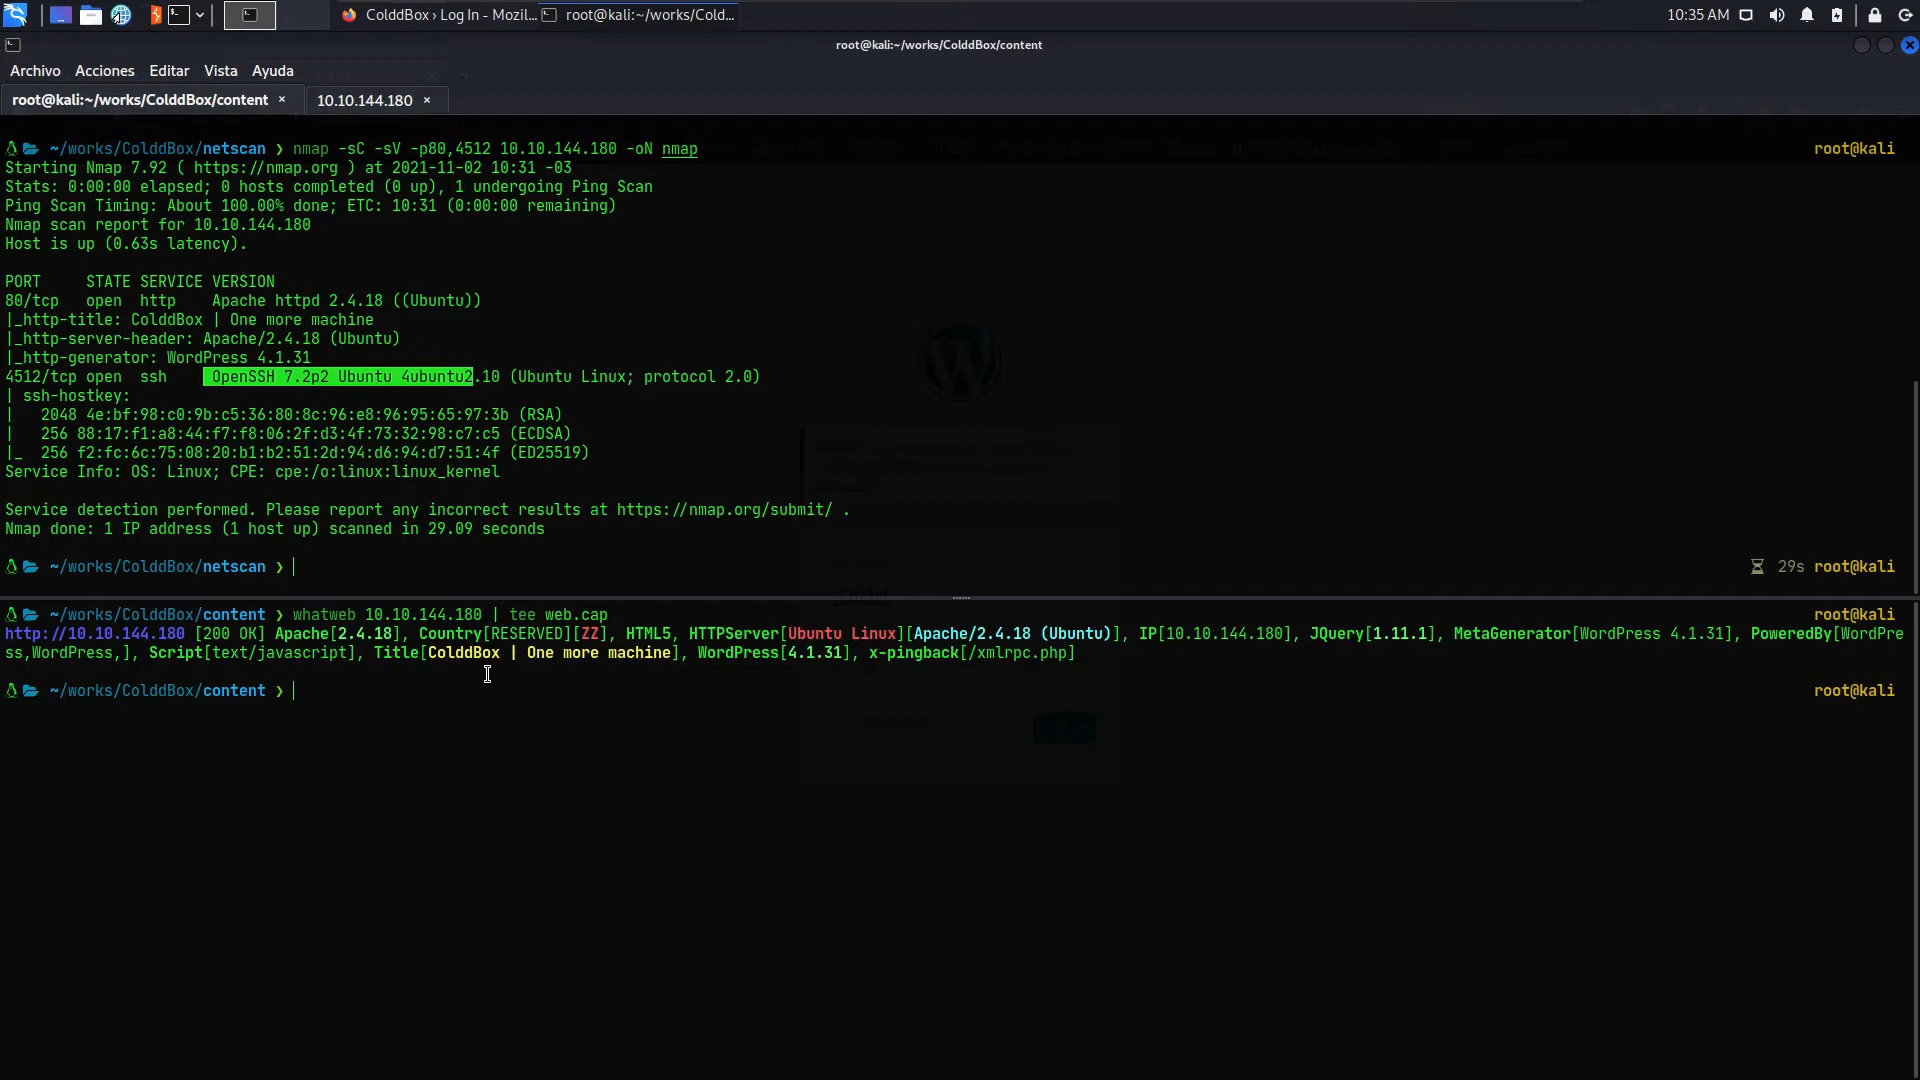 ColddBox › Log In - Mozil...
root@kali:~/works/Cold...
10:35 AM
root@kali:~/works/ColddBox/content
Archivo Acciones Editar Vista Ayuda
root@kali:~/works/ColddBox/content × 10.10.144.180 ×
~/works/ColddBox/netscan ❯ nmap -sC -sV -p80,4512 10.10.144.180 -oN nmap root@kali
Starting Nmap 7.92 ( https://nmap.org ) at 2021-11-02 10:31 -03
Stats: 0:00:00 elapsed; 0 hosts completed (0 up), 1 undergoing Ping Scan
Ping Scan Timing: About 100.00% done; ETC: 10:31 (0:00:00 remaining)
Nmap scan report for 10.10.144.180
Host is up (0.63s latency).
PORT     STATE SERVICE VERSION
80/tcp   open  http    Apache httpd 2.4.18 ((Ubuntu))
|_http-title: ColddBox | One more machine
|_http-server-header: Apache/2.4.18 (Ubuntu)
|_http-generator: WordPress 4.1.31
4512/tcp open  ssh     OpenSSH 7.2p2 Ubuntu 4ubuntu2.10 (Ubuntu Linux; protocol 2.0)
| ssh-hostkey:
|   2048 4e:bf:98:c0:9b:c5:36:80:8c:96:e8:96:95:65:97:3b (RSA)
|   256 88:17:f1:a8:44:f7:f8:06:2f:d3:4f:73:32:98:c7:c5 (ECDSA)
|_  256 f2:fc:6c:75:08:20:b1:b2:51:2d:94:d6:94:d7:51:4f (ED25519)
Service Info: OS: Linux; CPE: cpe:/o:linux:linux_kernel
Service detection performed. Please report any incorrect results at https://nmap.org/submit/ .
Nmap done: 1 IP address (1 host up) scanned in 29.09 seconds
~/works/ColddBox/netscan ❯ 29s root@kali
~/works/ColddBox/content ❯ whatweb 10.10.144.180 | tee web.cap root@kali
http://10.10.144.180 [200 OK] Apache[2.4.18], Country[RESERVED][ZZ], HTML5, HTTPServer[Ubuntu Linux][Apache/2.4.18 (Ubuntu)], IP[10.10.144.180], JQuery[1.11.1], MetaGenerator[WordPress 4.1.31], PoweredBy[WordPre
ss,WordPress,], Script[text/javascript], Title[ColddBox | One more machine], WordPress[4.1.31], x-pingback[/xmlrpc.php]
~/works/ColddBox/content ❯ root@kali